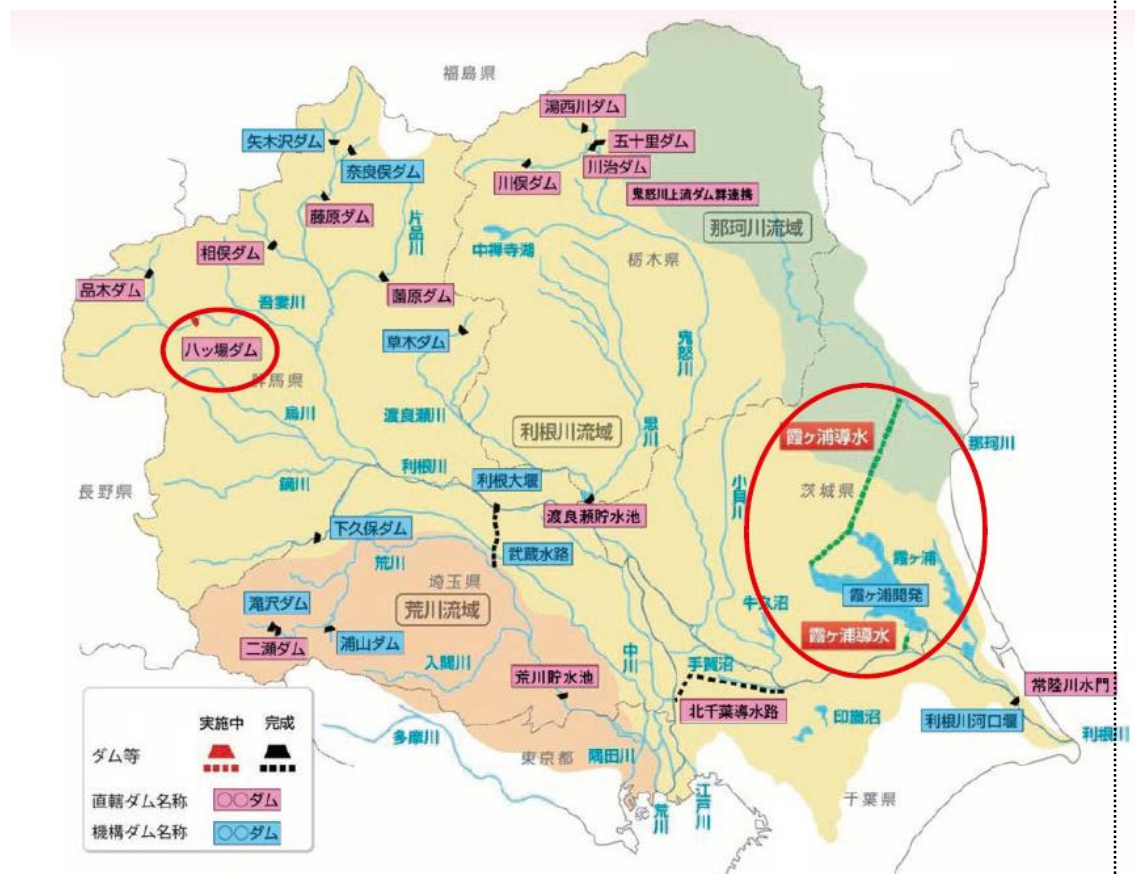 福島県
湯西川ダム
五十里ダム
矢木沢ダム
奈良俣ダム
川治ダム
川俣ダム
鬼怒川上流ダム群連携
藤原ダム
片品川
那珂川流域
相俣ダム
中禅寺湖
栃木県
品木ダム
薗原ダム
吾妻川
草木ダム
鬼怒川
八ッ場ダム
群馬県
烏川
渡良瀬川
利根川流域
思川
霞ヶ浦導水
那珂川
利根川
利根大堰
小貝川
茨城県
長野県
鏑川
渡良瀬貯水池
下久保ダム
武蔵水路
霞ヶ浦
荒川
埼玉県
霞ヶ浦開発
滝沢ダム
荒川流域
牛久沼
二瀬ダム
浦山ダム
霞ヶ浦導水
入間川
中川
手賀沼
荒川貯水池
常陸川水門
北千葉導水路
印旛沼
利根川河口堰
多摩川
東京都
隅田川
利根川
荒川
江戸川
千葉県
実施中 完成
ダム等
直轄ダム名称 ○○ダム
機構ダム名称 ○○ダム